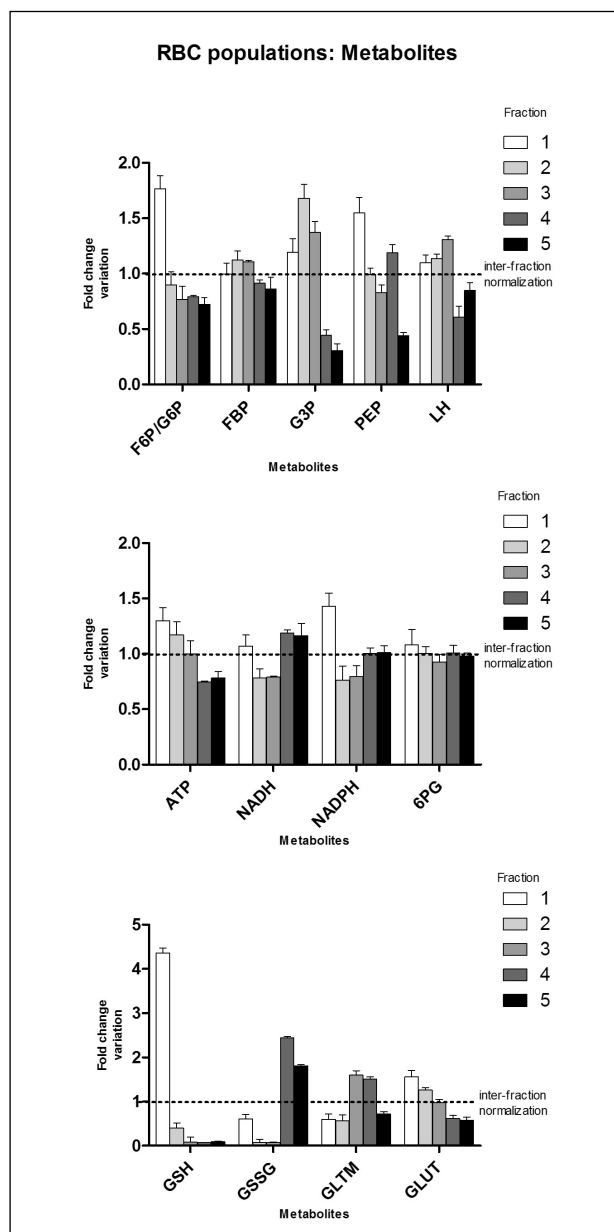 RBC populations: Metabolites
Fraction
1
2
3
4
5
2.0
1.5
1.0
0.5
0.0
Fold change
variation
inter-fraction
normalization
F6P/G6P
FBP
G3P
PEP
LH
Metabolites
Fraction
1
2
3
4
5
2.0
1.5
1.0
0.5
0.0
Fold change
variation
inter-fraction
normalization
ATP
NADH
NADPH
6PG
Metabolites
Fraction
1
2
3
4
5
5
4
3
2
1
0
Fold change
variation
inter-fraction
normalization
GSH
GSSG
GLTM
GLUT
Metabolites